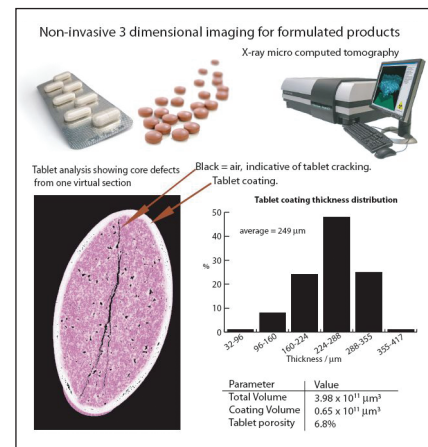 Non-invasive 3 dimensional imaging for formulated products
X-ray micro computed tomography
Tablet analysis showing core defects
from one virtual section
Black = air, indicative of tablet cracking.
Tablet coating.
Tablet coating thickness distribution
average = 249 µm
%
50
40
30
20
10
0
32-96
96-160
160-224
224-288
288-355
355-417
Thickness / µm
Parameter Value
Total Volume 3.98 x 10¹¹ µm³
Coating Volume 0.65 x 10¹¹ µm³
Tablet porosity 6.8%